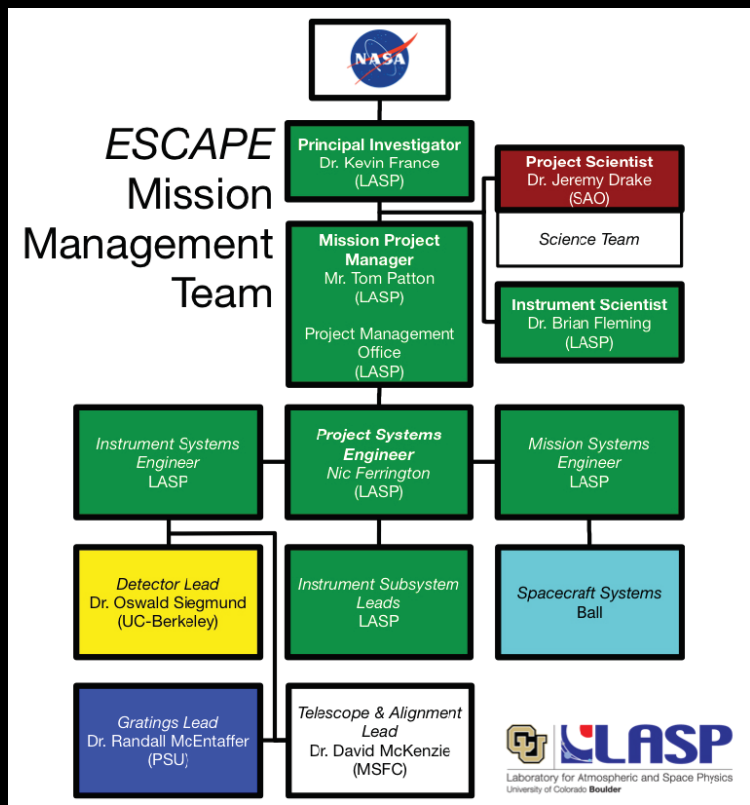 NASA
ESCAPE
Mission
Management
Team
Principal Investigator
Dr. Kevin France
(LASP)
Project Scientist
Dr. Jeremy Drake
(SAO)
Science Team
Mission Project
Manager
Mr. Tom Patton
(LASP)
Project Management
Office
(LASP)
Instrument Scientist
Dr. Brian Fleming
(LASP)
Instrument Systems
Engineer
LASP
Project Systems
Engineer
Nic Ferrington
(LASP)
Mission Systems
Engineer
LASP
Detector Lead
Dr. Oswald Siegmund
(UC-Berkeley)
Instrument Subsystem
Leads
LASP
Spacecraft Systems
Ball
Gratings Lead
Dr. Randall McEntaffer
(PSU)
Telescope & Alignment
Lead
Dr. David McKenzie
(MSFC)
CU LASP
Laboratory for Atmospheric and Space Physics
University of Colorado Boulder